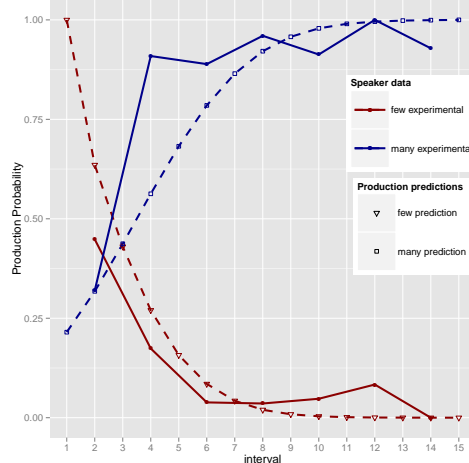 1.00
0.75
0.50
0.25
0.00
Production Probability
1 2 3 4 5 6 7 8 9 10 11 12 13 14 15
interval
Speaker data
few experimental
many experimenta
Production predictions
few prediction
many prediction